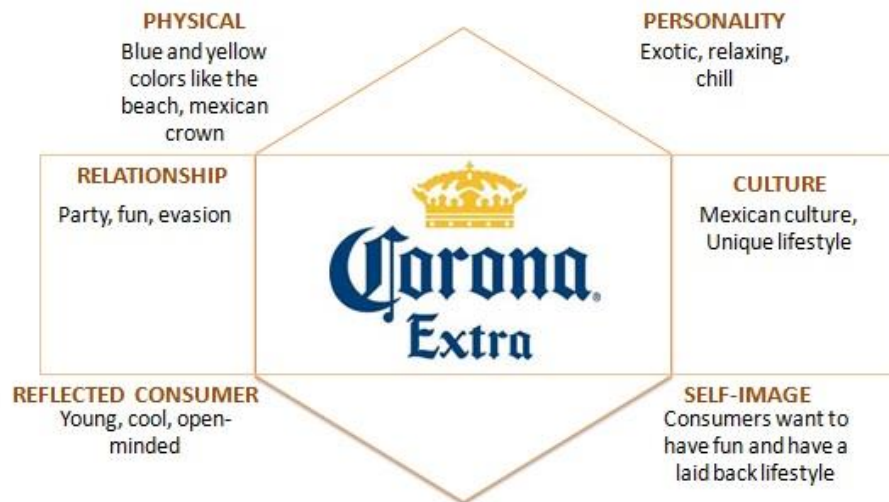 PHYSICAL
Blue and yellow
colors like the
beach, mexican
crown
PERSONALITY
Exotic, relaxing,
chill
RELATIONSHIP
Party, fun, evasion
Corona
Extra
CULTURE
Mexican culture,
Unique lifestyle
REFLECTED CONSUMER
Young, cool, open-
minded
SELF-IMAGE
Consumers want to
have fun and have a
laid back lifestyle